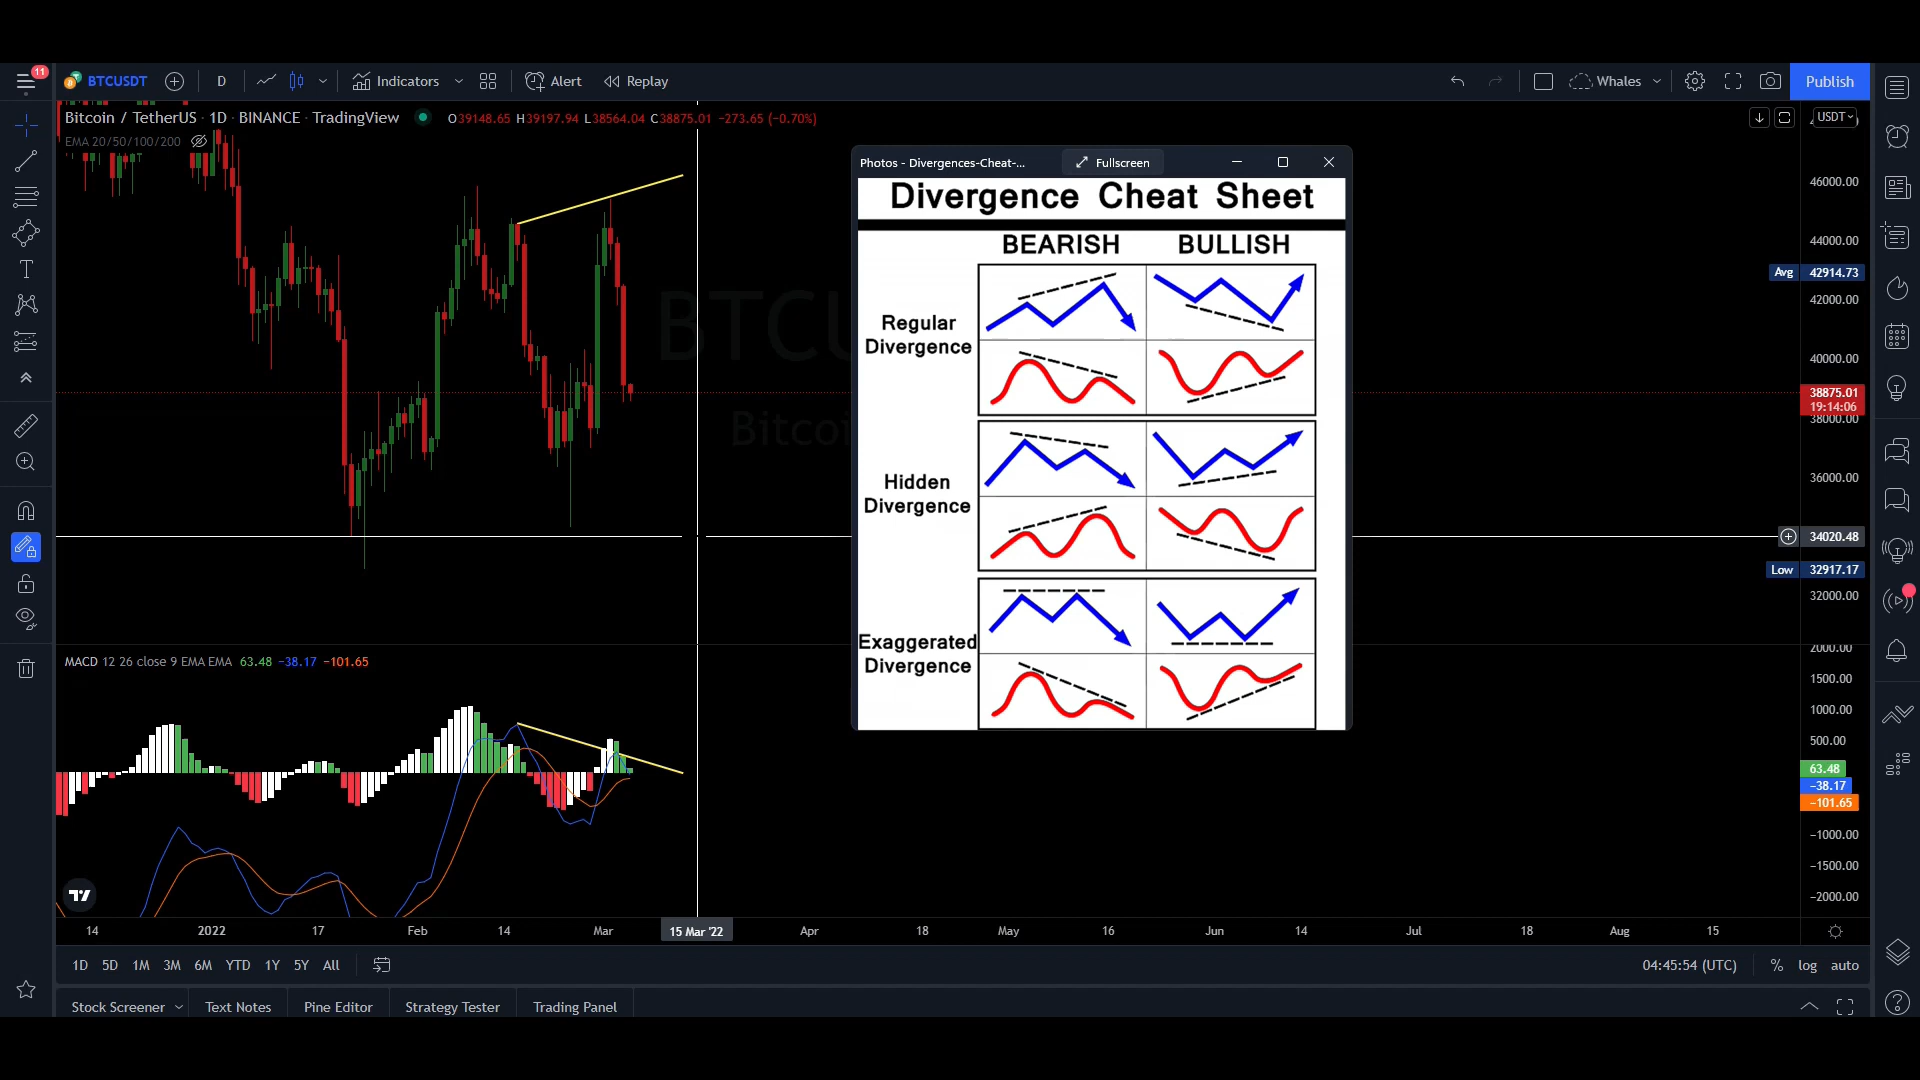 11
BTCUSDT
D
Indicators
Alert
Replay
Whales
Publish
Bitcoin / TetherUS · 1D · BINANCE · TradingView
O39148.65 H39197.94 L38564.04 C38875.01 −273.65 (−0.70%)
USDT
EMA 20/50/100/200
Photos - Divergences-Cheat-...
Fullscreen
Divergence Cheat Sheet
BEARISH
BULLISH
Regular
Divergence
Hidden
Divergence
Exaggerated
Divergence
46000.00
44000.00
Avg 42914.73
42000.00
40000.00
38875.01
19:14:06
38000.00
36000.00
34020.48
Low 32917.17
32000.00
MACD 12 26 close 9 EMA EMA 63.48 −38.17 −101.65
2000.00
1500.00
1000.00
500.00
63.48
−38.17
−101.65
−1000.00
−1500.00
−2000.00
14 2022 17 Feb 14 Mar 15 Mar '22 Apr 18 May 16 Jun 14 Jul 18 Aug 15
1D 5D 1M 3M 6M YTD 1Y 5Y All
04:45:54 (UTC) % log auto
Stock Screener Text Notes Pine Editor Strategy Tester Trading Panel